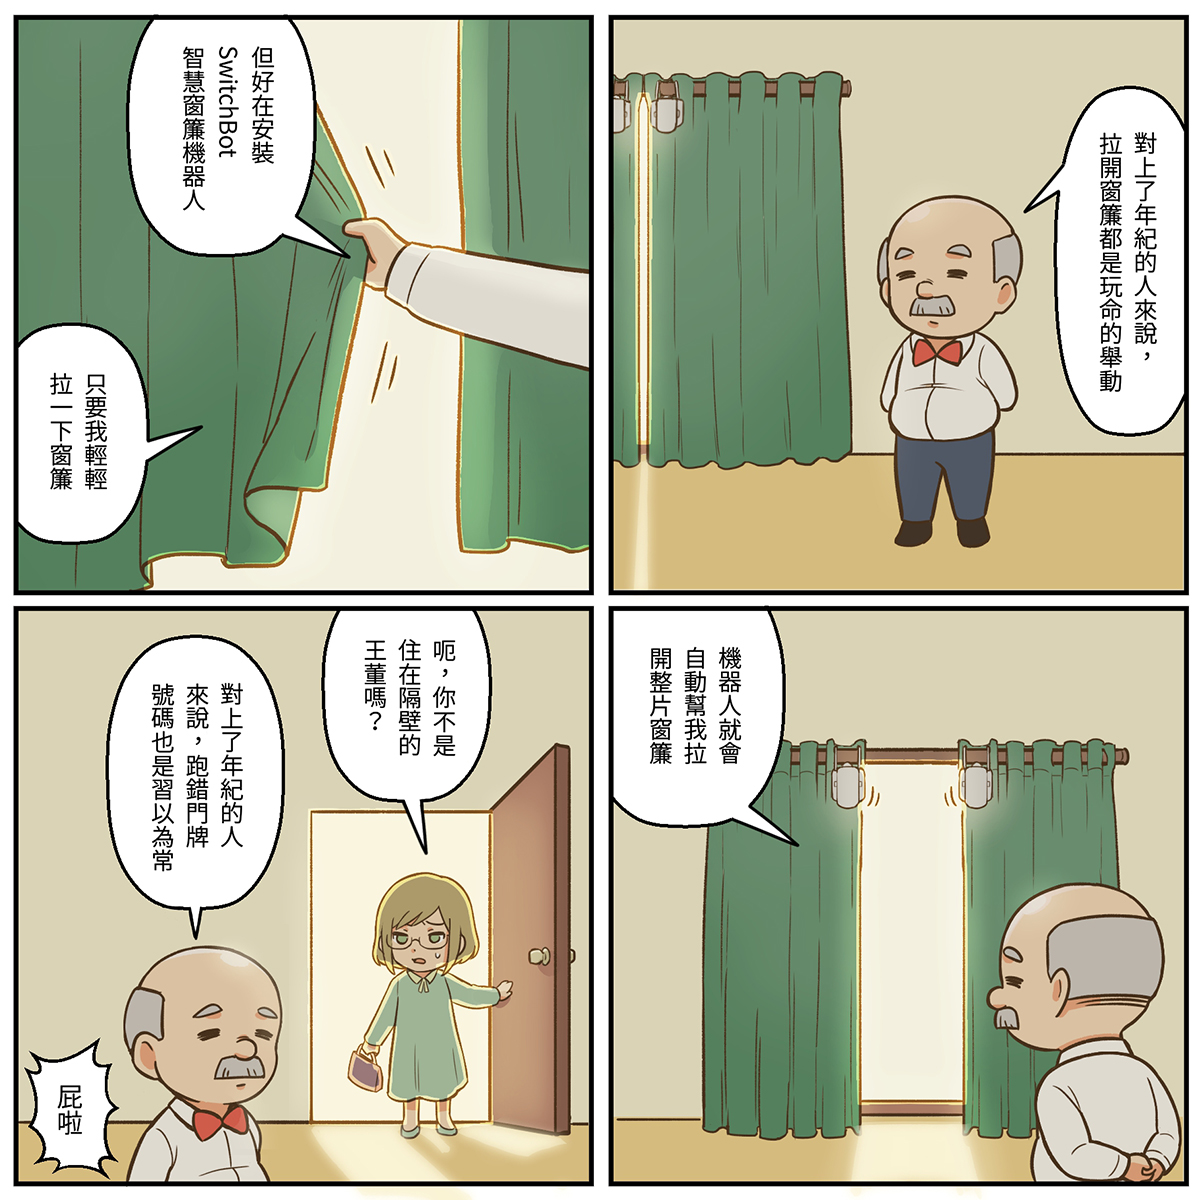 對上了年紀的人來說，
拉開窗簾都是玩命的舉動
但好在安裝
SwitchBot
智慧窗簾機器人
只要我輕輕
拉一下窗簾
機器人就會
自動幫我拉
開整片窗簾
呃，你不是
住在隔壁的
王董嗎？
對上了年紀的人
來說，跑錯門牌
號碼也是習以為常
屁啦